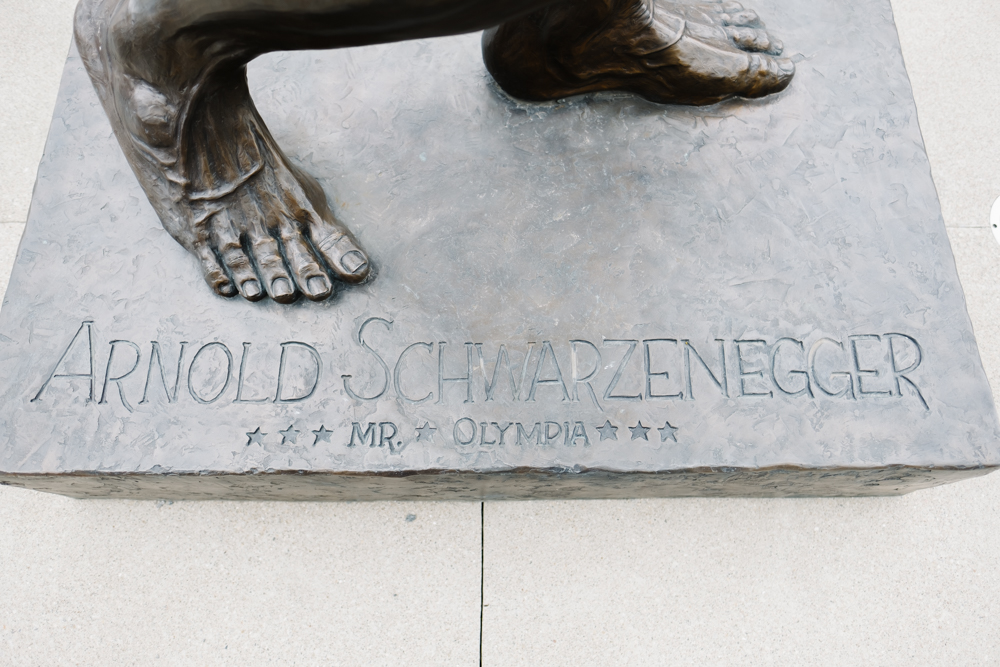 ARNOLD SCHWARZENEGGER
★★★ MR. ★ OLYMPIA ★★★